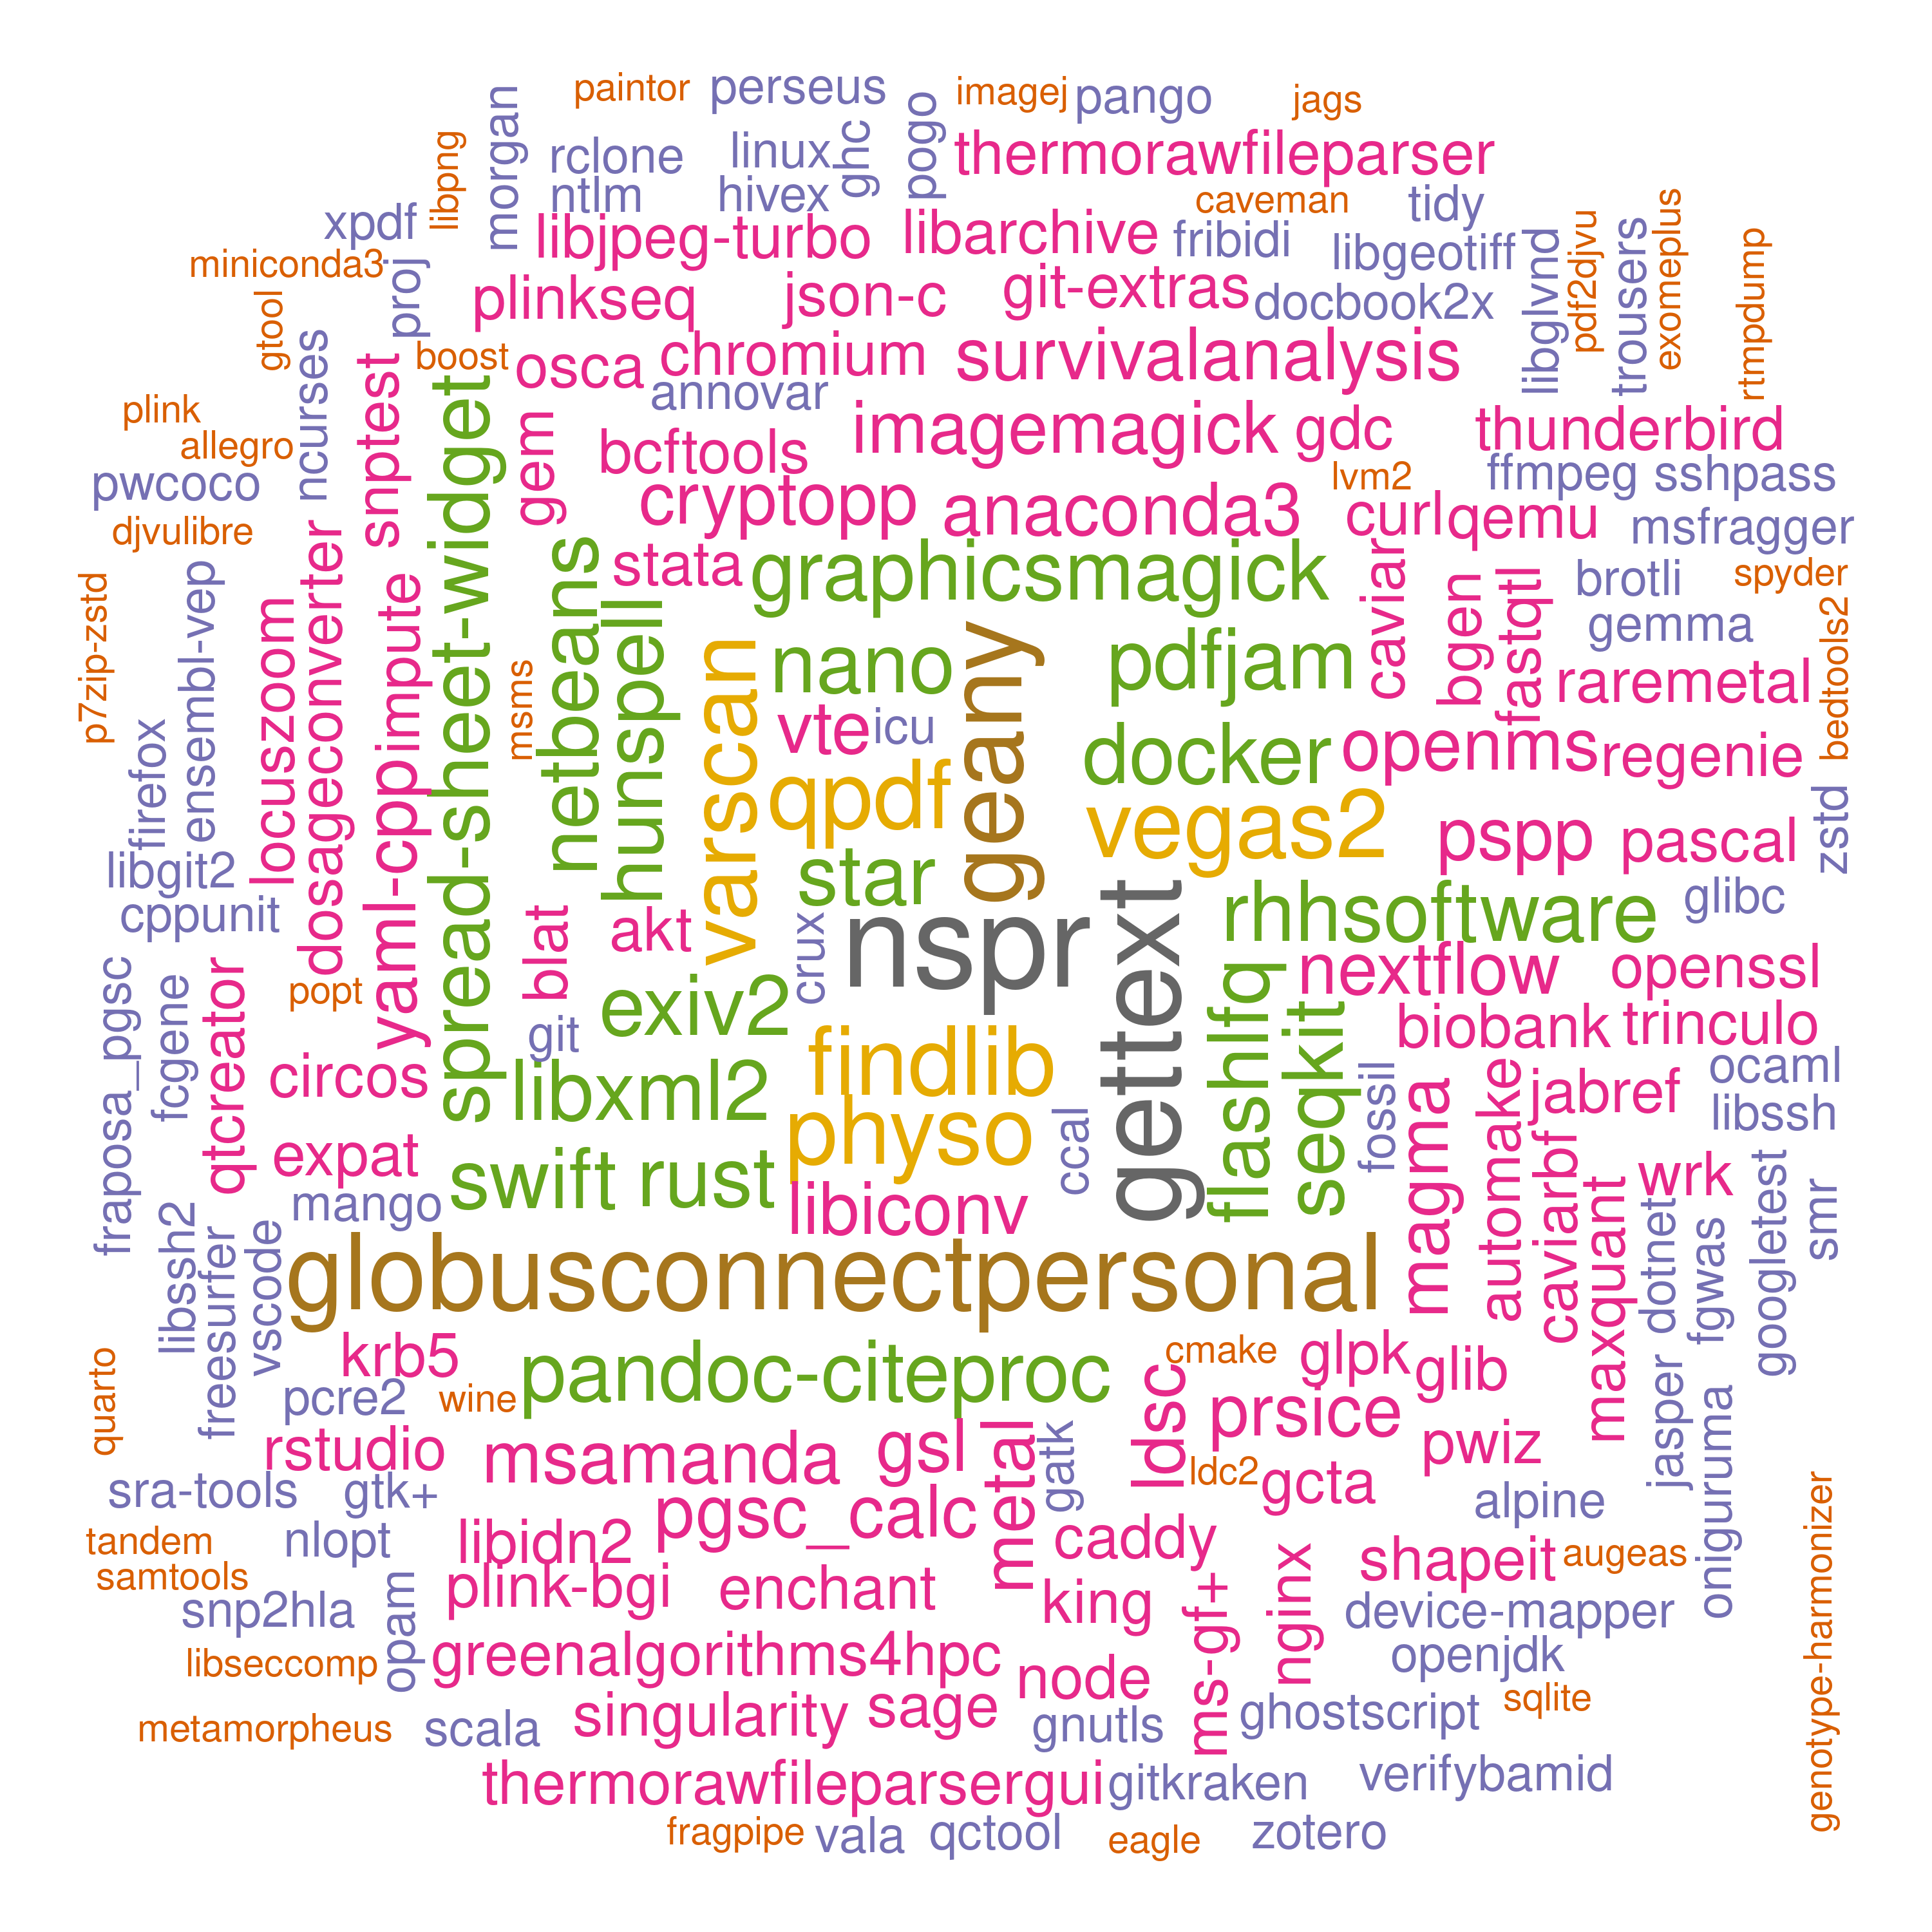 paintor
perseus
imagej
pango
jags
morgan
libpng
rclone
linux
ghc
pogo
thermorawfileparser
ntlm
hivex
caveman
tidy
xpdf
libjpeg-turbo
libarchive
fribidi
libgeotiff
libglvnd
pdf2djvu
trousers
exomeplus
rtmpdump
miniconda3
proj
plinkseq
json-c
git-extras
docbook2x
gtool
ncurses
snptest
boost
osca
chromium
survivalanalysis
annovar
plink
allegro
spread-sheet-widget
gem
bcftools
imagemagick
gdc
thunderbird
pwcoco
cryptopp
anaconda3
lvm2
ffmpeg
sshpass
curl
qemu
msfragger
djvulibre
dosageconverter
netbeans
stata
graphicsmagick
caviar
bgen
fastqtl
brotli
spyder
p7zip-zstd
ensembl-vep
locuszoom
impute
hunspell
gemma
bedtools2
msms
varscan
nano
geany
pdfjam
raremetal
firefox
yaml-cpp
vte
icu
docker
openms
regenie
qpdf
vegas2
pspp
pascal
zstd
libgit2
star
cppunit
rhhsoftware
glibc
blat
akt
crux
nspr
gettext
fraposa_pgsc
fcgene
qtcreator
popt
exiv2
flashlfq
seqkit
nextflow
openssl
git
findlib
biobank
trinculo
circos
libxml2
physo
ccal
fossil
magma
automake
jabref
ocaml
libssh
expat
swift
rust
caviarbf
maxquant
wrk
googletest
smr
mango
libiconv
libssh2
freesurfer
vscode
globusconnectpersonal
dotnet
fgwas
quarto
krb5
cmake
glpk
glib
pcre2
wine
pandoc-citeproc
ldsc
prsice
jasper
oniguruma
rstudio
msamanda
gsl
metal
gatk
pwiz
sra-tools
gtk+
ldc2
gcta
alpine
genotype-harmonizer
pgsc_calc
tandem
nlopt
libidn2
caddy
shapeit
augeas
samtools
plink-bgi
enchant
king
ms-gf+
nginx
snp2hla
opam
device-mapper
libseccomp
greenalgorithms4hpc
node
openjdk
metamorpheus
scala
singularity
sage
gnutls
ghostscript
sqlite
thermorawfileparsergui
gitkraken
verifybamid
fragpipe
vala
qctool
eagle
zotero